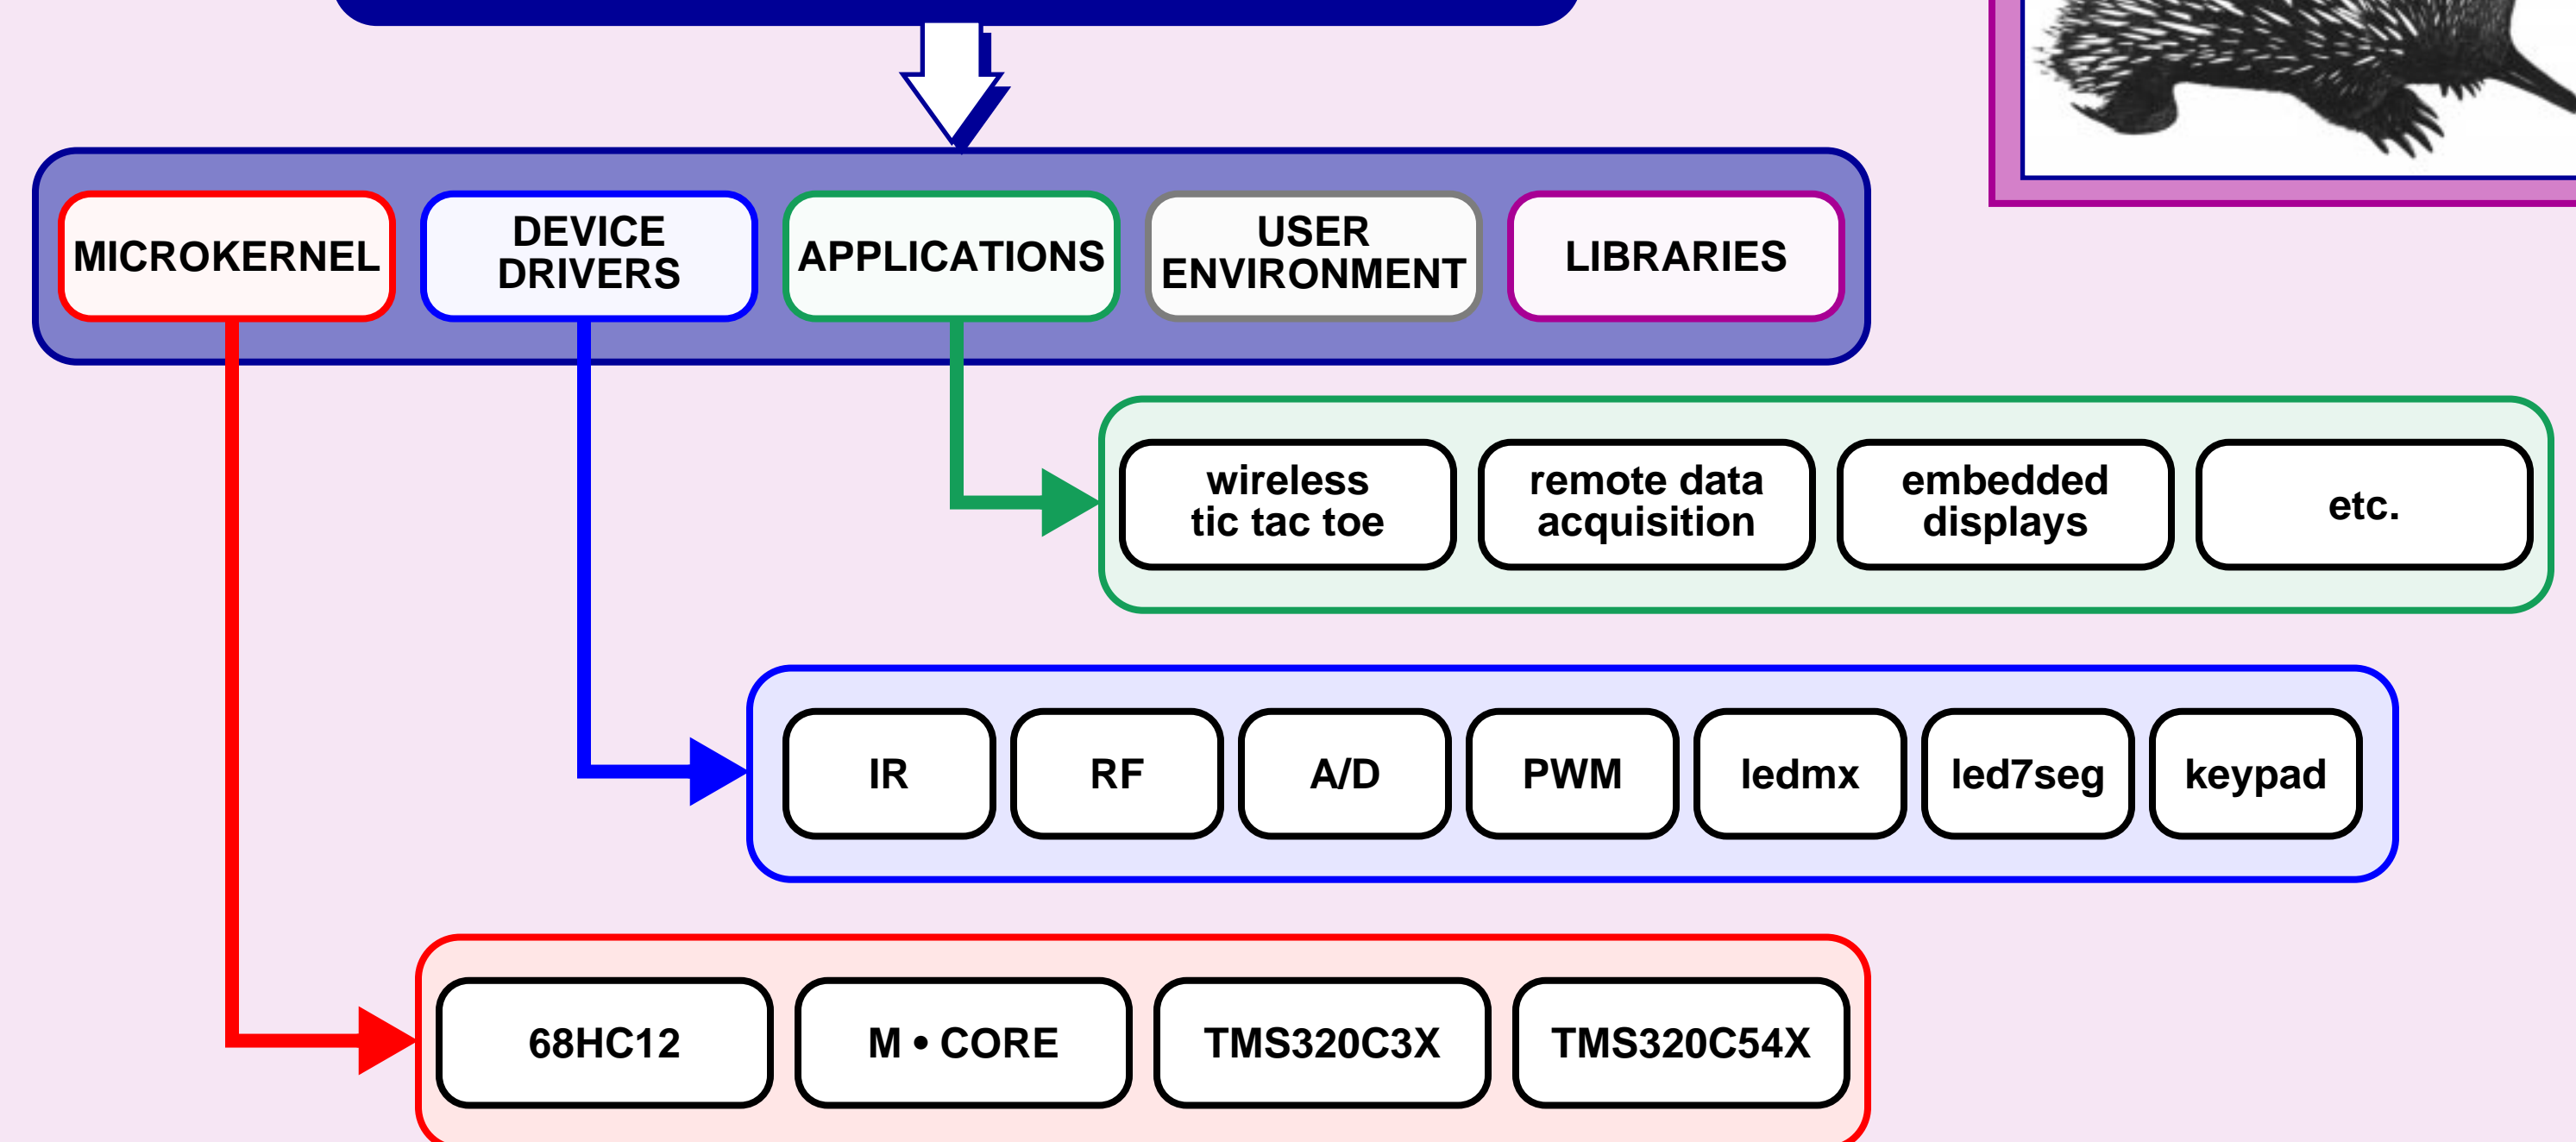 MICROKERNEL
DEVICE
DRIVERS
APPLICATIONS
USER
ENVIRONMENT
LIBRARIES
wireless
tic tac toe
remote data
acquisition
embedded
displays
etc.
IR
RF
A/D
PWM
ledmx
led7seg
keypad
68HC12
M • CORE
TMS320C3X
TMS320C54X